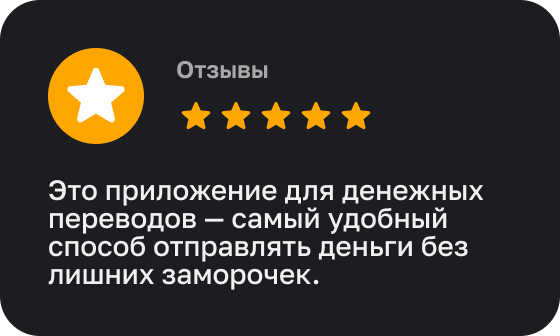 Отзывы
Это приложение для денежных
переводов — самый удобный
способ отправлять деньги без
лишних заморочек.